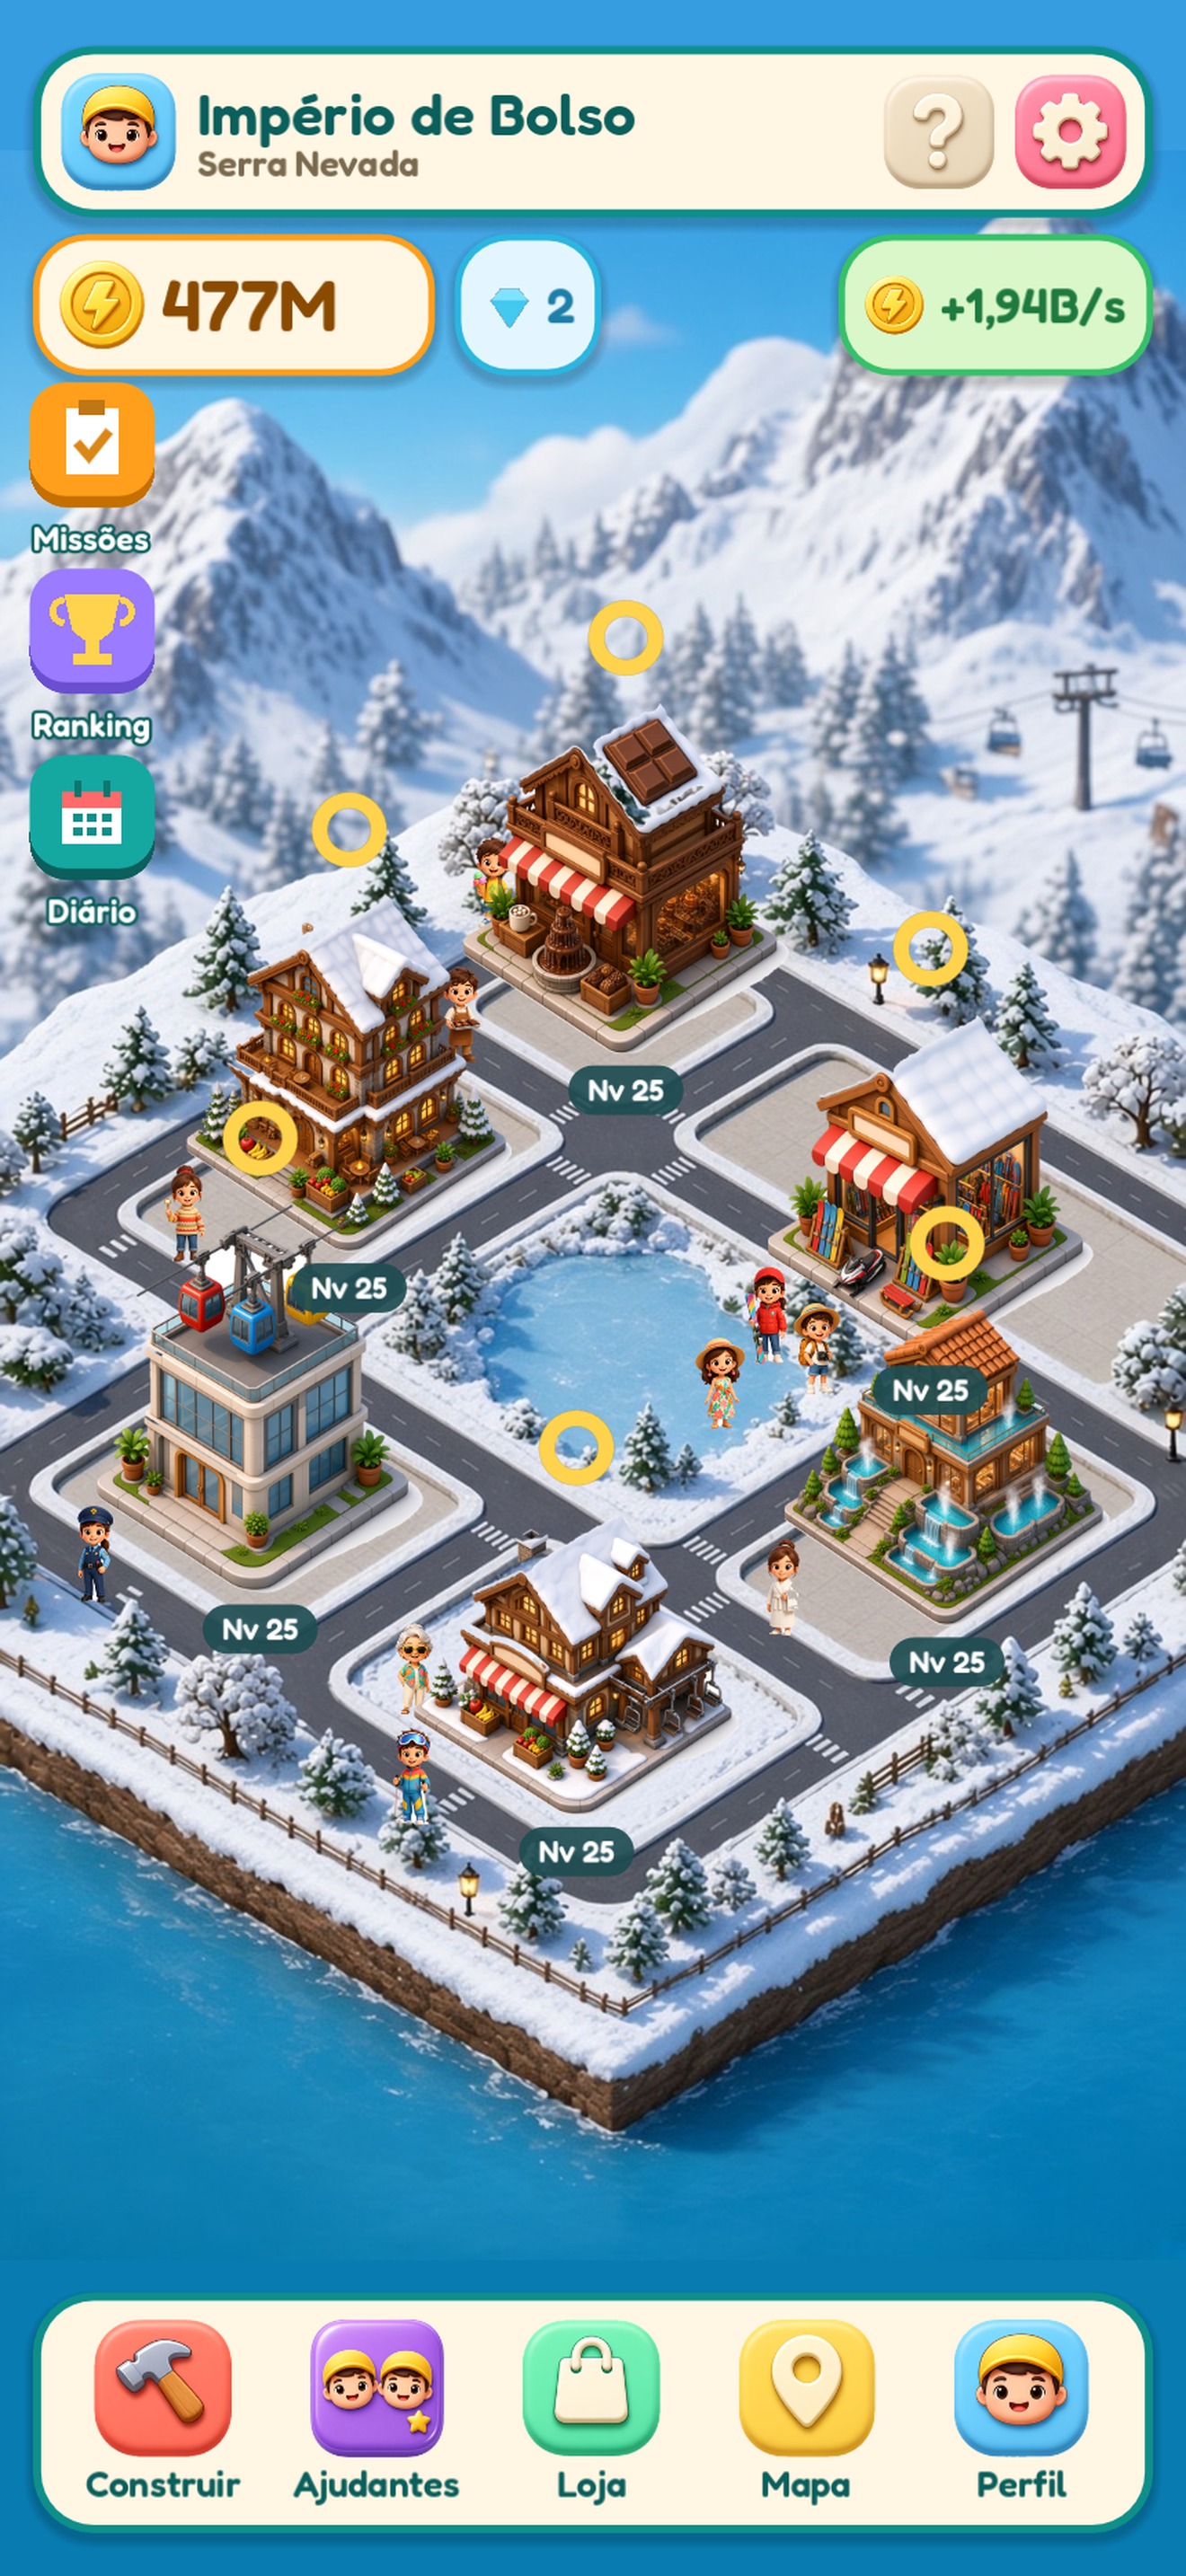 Império de Bolso
Serra Nevada
477M
2
+1,94B/s
Missões
Ranking
Diário
Nv 25
Nv 25
Nv 25
Nv 25
Nv 25
Nv 25
Construir
Ajudantes
Loja
Mapa
Perfil